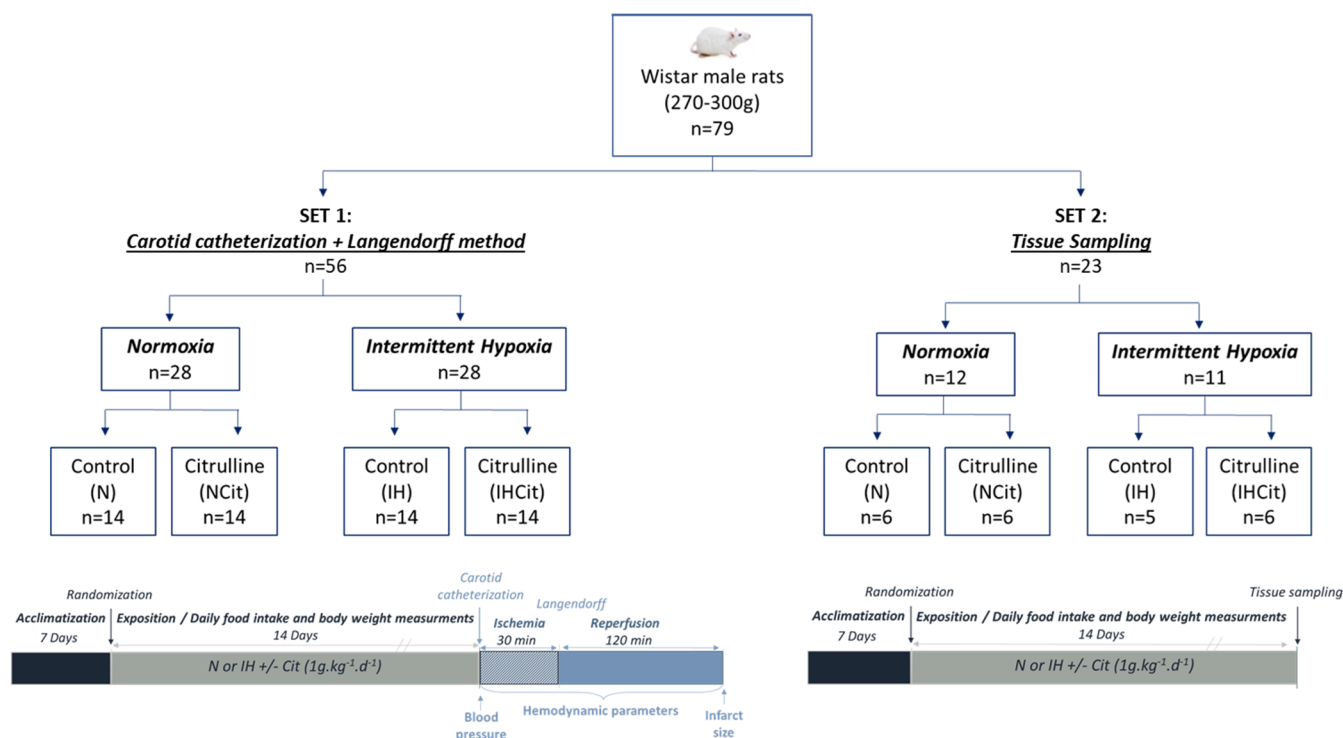 Wistar male rats
(270-300g)
n=79
SET 1:
Carotid catheterization + Langendorff method
n=56
Normoxia
n=28
Intermittent Hypoxia
n=28
Control
(N)
n=14
Citrulline
(NCit)
n=14
Control
(IH)
n=14
Citrulline
(IHCit)
n=14
SET 2:
Tissue Sampling
n=23
Normoxia
n=12
Intermittent Hypoxia
n=11
Control
(N)
n=6
Citrulline
(NCit)
n=6
Control
(IH)
n=5
Citrulline
(IHCit)
n=6
Randomization
Carotid
catheterization
Langendorff
Acclimatization
7 Days
Exposition / Daily food intake and body weight measurments
14 Days
Ischemia
30 min
Reperfusion
120 min
N or IH +/- Cit (1g.kg-1.d-1)
Blood
pressure
Hemodynamic parameters
Infarct
size
Randomization
Tissue sampling
Acclimatization
7 Days
Exposition / Daily food intake and body weight measurments
14 Days
N or IH +/- Cit (1g.kg-1.d-1)